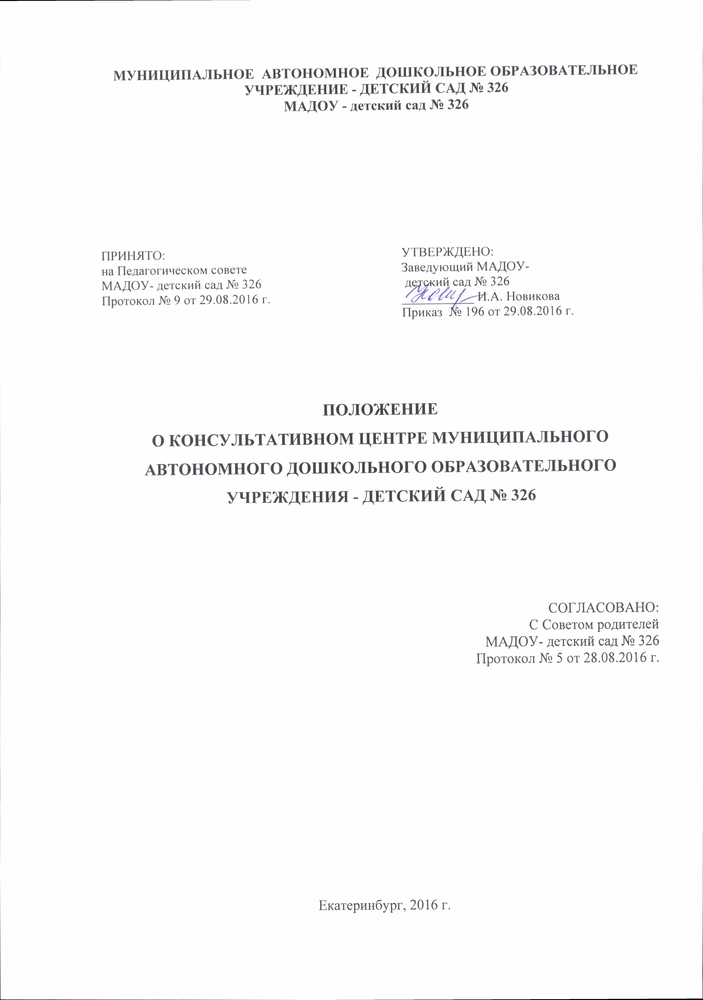 МУНИЦИПАЛЬНОЕ АВТОНОМНОЕ ДОШКОЛЬНОЕ ОБРАЗОВАТЕЛЬНОЕ
УЧРЕЖДЕНИЕ - ДЕТСКИЙ САД № 326
МАДОУ - детский сад № 326
ПРИНЯТО:
на Педагогическом совете
МАДОУ- детский сад № 326
Протокол № 9 от 29.08.2016 г.
УТВЕРЖДЕНО:
Заведующий МАДОУ-
детский сад № 326
____________ И.А. Новикова
Приказ № 196 от 29.08.2016 г.
ПОЛОЖЕНИЕ
О КОНСУЛЬТАТИВНОМ ЦЕНТРЕ МУНИЦИПАЛЬНОГО
АВТОНОМНОГО ДОШКОЛЬНОГО ОБРАЗОВАТЕЛЬНОГО
УЧРЕЖДЕНИЯ - ДЕТСКИЙ САД № 326
СОГЛАСОВАНО:
С Советом родителей
МАДОУ- детский сад № 326
Протокол № 5 от 28.08.2016 г.
Екатеринбург, 2016 г.